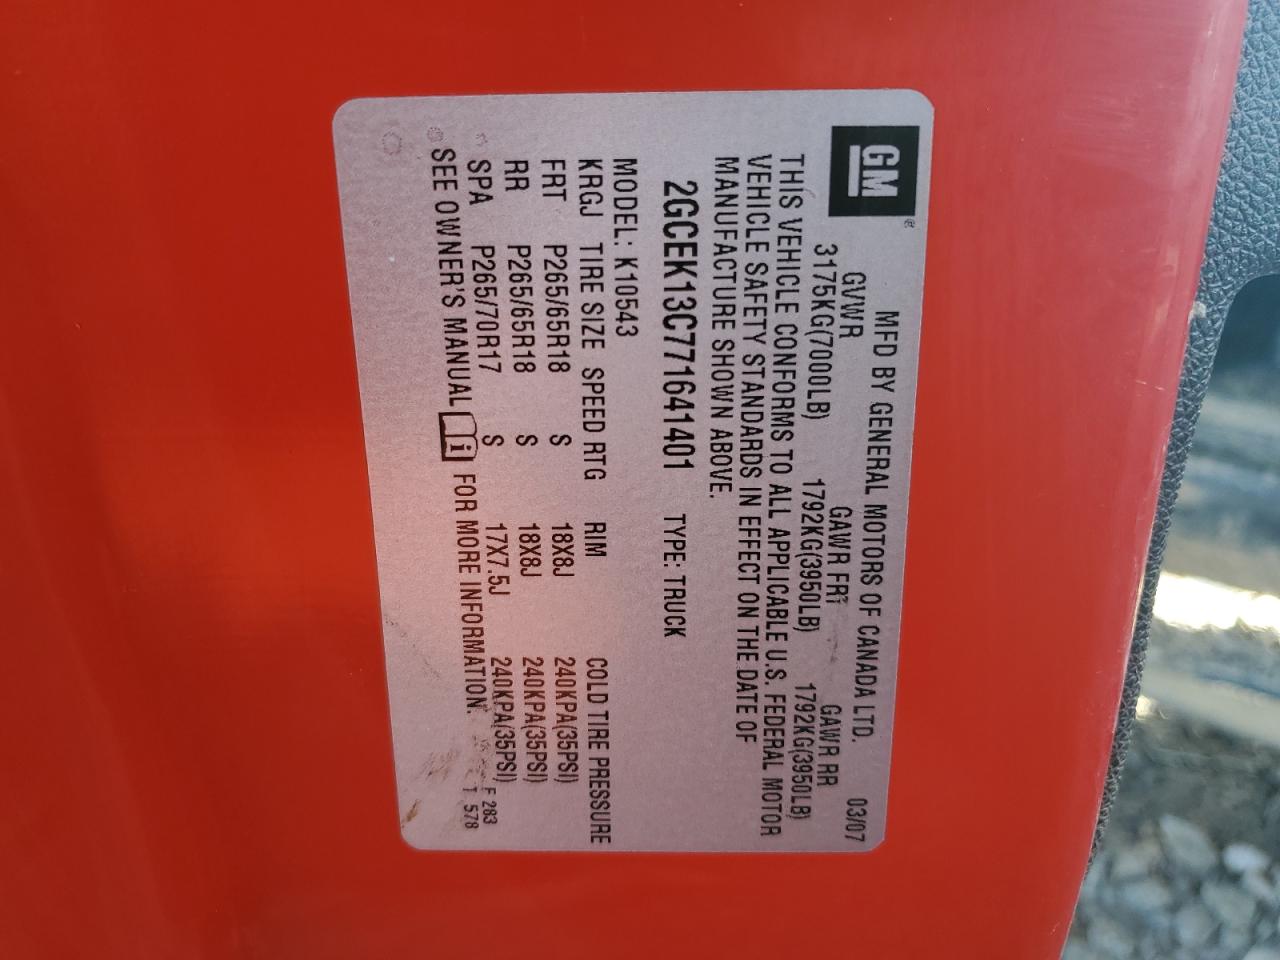 GM ®
MFD BY GENERAL MOTORS OF CANADA LTD. 03/07
GVWR GAWR FRT GAWR RR
3175KG(7000LB) 1792KG(3950LB) 1792KG(3950LB)
THIS VEHICLE CONFORMS TO ALL APPLICABLE U.S. FEDERAL MOTOR
VEHICLE SAFETY STANDARDS IN EFFECT ON THE DATE OF
MANUFACTURE SHOWN ABOVE.
2GCEK13C771641401 TYPE: TRUCK
MODEL: K10543
KRGJ TIRE SIZE SPEED RTG RIM COLD TIRE PRESSURE
FRT P265/65R18 S 18X8J 240KPA(35PSI)
RR P265/65R18 S 18X8J 240KPA(35PSI)
SPA P265/70R17 S 17X7.5J 240KPA(35PSI)
SEE OWNER'S MANUAL i FOR MORE INFORMATION.
F 283
T 578